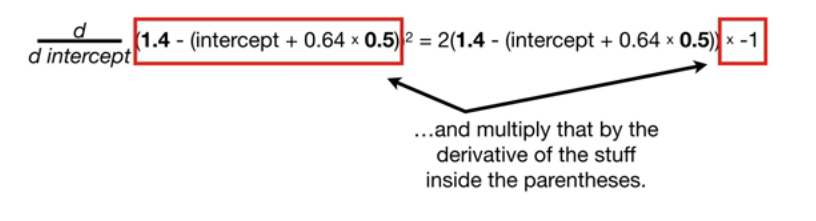 d
d intercept
(1.4 - (intercept + 0.64 × 0.5))² = 2(1.4 - (intercept + 0.64 × 0.5)) × -1
...and multiply that by the
derivative of the stuff
inside the parentheses.